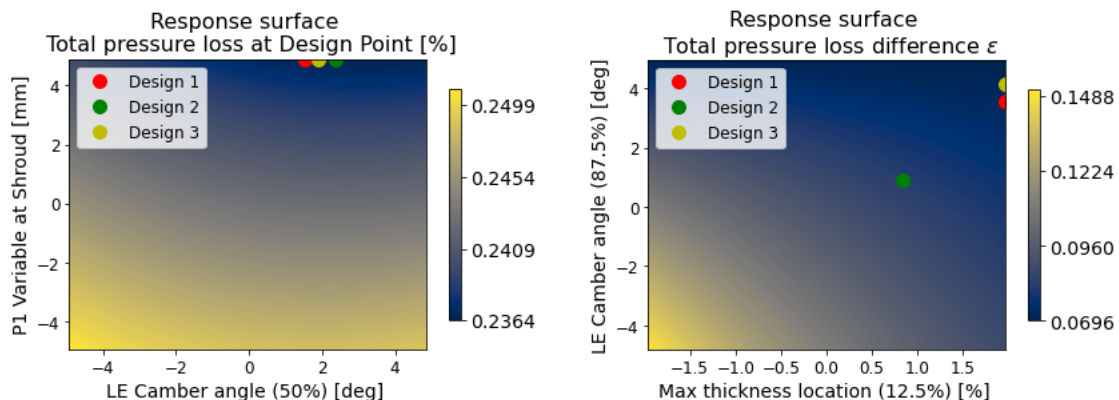 Response surface
Total pressure loss at Design Point [%]
P1 Variable at Shroud [mm]
4
2
0
−2
−4
Design 1
Design 2
Design 3
−4
−2
0
2
4
LE Camber angle (50%) [deg]
0.2499
0.2454
0.2409
0.2364
Response surface
Total pressure loss difference ε
LE Camber angle (87.5%) [deg]
4
2
0
−2
−4
Design 1
Design 2
Design 3
−1.5
−1.0
−0.5
0.0
0.5
1.0
1.5
Max thickness location (12.5%) [%]
0.1488
0.1224
0.0960
0.0696